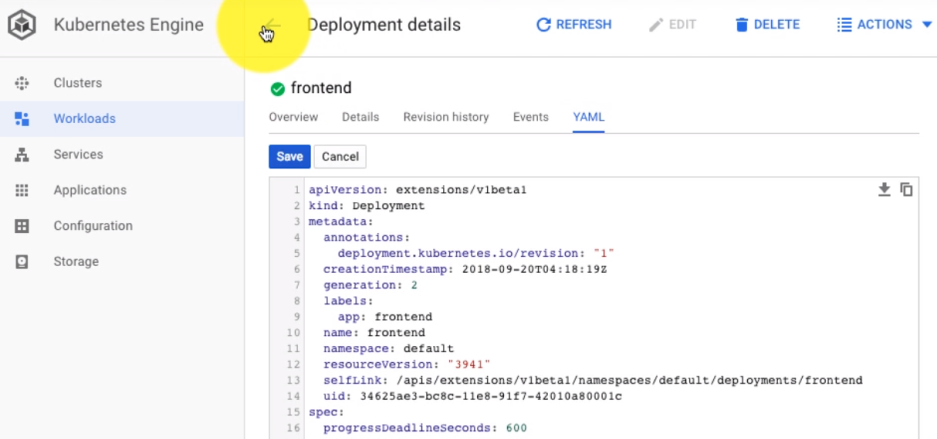 Kubernetes Engine
Deployment details
REFRESH
EDIT
DELETE
ACTIONS
Clusters
Workloads
Services
Applications
Configuration
Storage
frontend
Overview Details Revision history Events YAML
Save Cancel
1 apiVersion: extensions/v1beta1
2 kind: Deployment
3 metadata:
4 annotations:
5 deployment.kubernetes.io/revision: "1"
6 creationTimestamp: 2018-09-20T04:18:19Z
7 generation: 2
8 labels:
9 app: frontend
10 name: frontend
11 namespace: default
12 resourceVersion: "3941"
13 selfLink: /apis/extensions/v1beta1/namespaces/default/deployments/frontend
14 uid: 34625ae3-bc8c-11e8-91f7-42010a80001c
15 spec:
16 progressDeadlineSeconds: 600